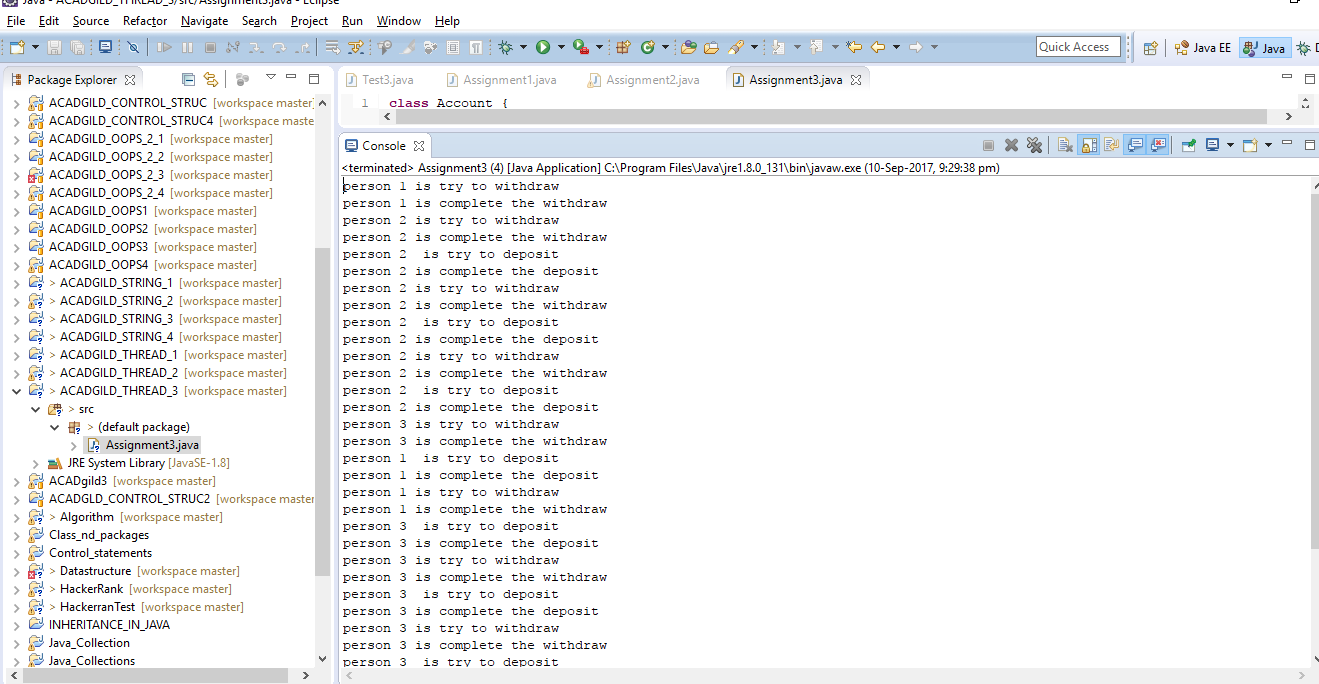 Java - ACADGILD_THREAD_3/src/Assignment3.java - Eclipse
File Edit Source Refactor Navigate Search Project Run Window Help
Quick Access Java EE Java
Package Explorer
ACADGILD_CONTROL_STRUC [workspace master]
ACADGILD_CONTROL_STRUC4 [workspace maste
ACADGILD_OOPS_2_1 [workspace master]
ACADGILD_OOPS_2_2 [workspace master]
ACADGILD_OOPS_2_3 [workspace master]
ACADGILD_OOPS_2_4 [workspace master]
ACADGILD_OOPS1 [workspace master]
ACADGILD_OOPS2 [workspace master]
ACADGILD_OOPS3 [workspace master]
ACADGILD_OOPS4 [workspace master]
> ACADGILD_STRING_1 [workspace master]
> ACADGILD_STRING_2 [workspace master]
> ACADGILD_STRING_3 [workspace master]
> ACADGILD_STRING_4 [workspace master]
> ACADGILD_THREAD_1 [workspace master]
> ACADGILD_THREAD_2 [workspace master]
> ACADGILD_THREAD_3 [workspace master]
> src
> (default package)
Assignment3.java
JRE System Library [JavaSE-1.8]
ACADgild3 [workspace master]
ACADGLD_CONTROL_STRUC2 [workspace master
> Algorithm [workspace master]
Class_nd_packages
Control_statements
> Datastructure [workspace master]
> HackerRank [workspace master]
> HackerranTest [workspace master]
INHERITANCE_IN_JAVA
Java_Collection
Java_Collections
Test3.java Assignment1.java Assignment2.java Assignment3.java
1 class Account {
Console
<terminated> Assignment3 (4) [Java Application] C:\Program Files\Java\jre1.8.0_131\bin\javaw.exe (10-Sep-2017, 9:29:38 pm)
person 1 is try to withdraw
person 1 is complete the withdraw
person 2 is try to withdraw
person 2 is complete the withdraw
person 2  is try to deposit
person 2 is complete the deposit
person 2 is try to withdraw
person 2 is complete the withdraw
person 2  is try to deposit
person 2 is complete the deposit
person 2 is try to withdraw
person 2 is complete the withdraw
person 2  is try to deposit
person 2 is complete the deposit
person 3 is try to withdraw
person 3 is complete the withdraw
person 1  is try to deposit
person 1 is complete the deposit
person 1 is try to withdraw
person 1 is complete the withdraw
person 3  is try to deposit
person 3 is complete the deposit
person 3 is try to withdraw
person 3 is complete the withdraw
person 3  is try to deposit
person 3 is complete the deposit
person 3 is try to withdraw
person 3 is complete the withdraw
person 3  is try to deposit